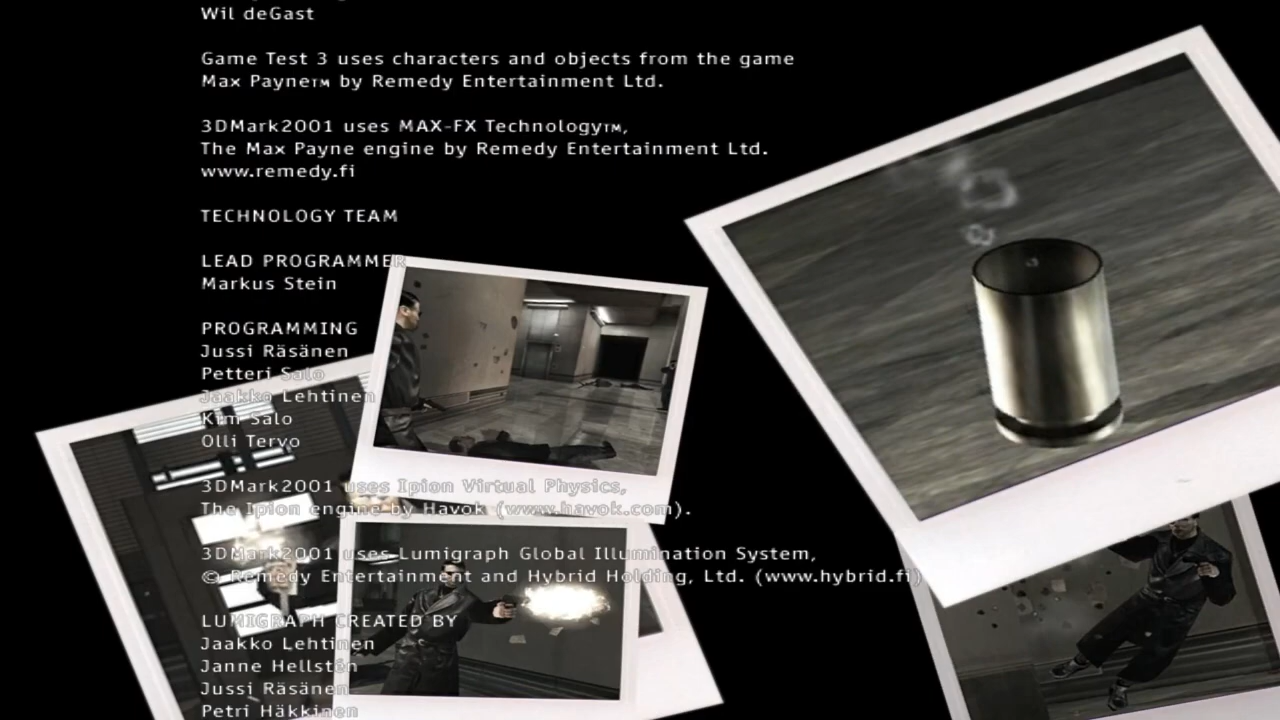 Wil deGast
Game Test 3 uses characters and objects from the game
Max Payne™ by Remedy Entertainment Ltd.
3DMark2001 uses MAX-FX Technology™,
The Max Payne engine by Remedy Entertainment Ltd.
www.remedy.fi
TECHNOLOGY TEAM
LEAD PROGRAMMER
Markus Stein
PROGRAMMING
Jussi Räsänen
Petteri Salo
Jaakko Lehtinen
Kim Salo
Olli Tervo
3DMark2001 uses Ipion Virtual Physics,
The Ipion engine by Havok (www.havok.com).
3DMark2001 uses Lumigraph Global Illumination System,
© Remedy Entertainment and Hybrid Holding, Ltd. (www.hybrid.fi)
LUMIGRAPH CREATED BY
Jaakko Lehtinen
Janne Hellstén
Jussi Räsänen
Petri Häkkinen